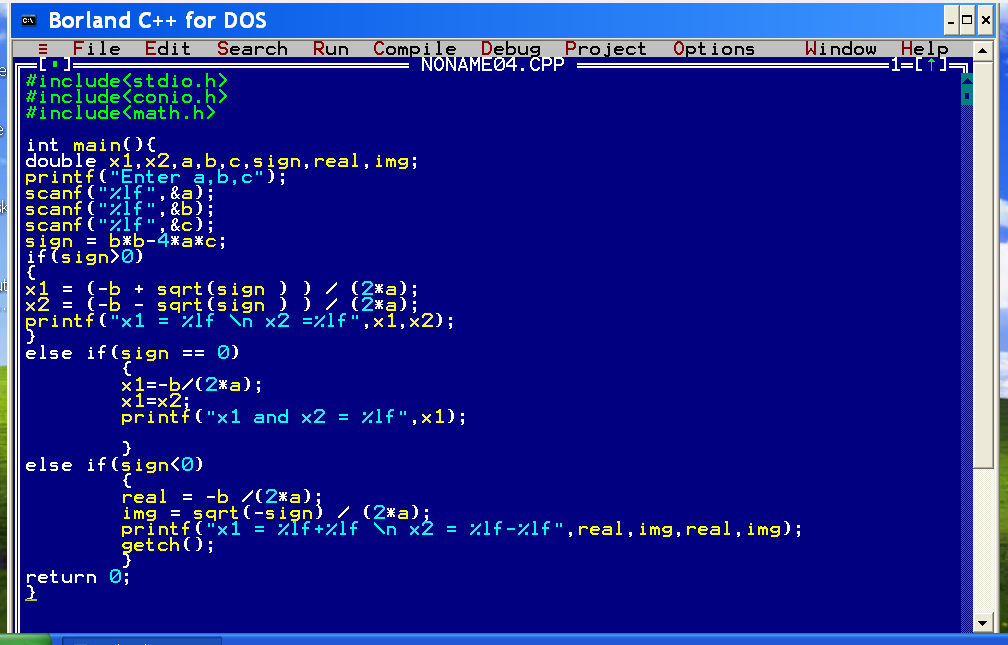 Borland C++ for DOS
≡ File Edit Search Run Compile Debug Project Options Window Help
[▪] NONAME04.CPP 1=[↑]
#include<stdio.h>
#include<conio.h>
#include<math.h>
int main(){
double x1,x2,a,b,c,sign,real,img;
printf("Enter a,b,c");
scanf("%lf",&a);
scanf("%lf",&b);
scanf("%lf",&c);
sign = b*b-4*a*c;
if(sign>0)
{
x1 = (-b + sqrt(sign ) ) / (2*a);
x2 = (-b - sqrt(sign ) ) / (2*a);
printf("x1 = %lf \n x2 =%lf",x1,x2);
}
else if(sign == 0)
{
x1=-b/(2*a);
x1=x2;
printf("x1 and x2 = %lf",x1);
}
else if(sign<0)
{
real = -b /(2*a);
img = sqrt(-sign) / (2*a);
printf("x1 = %lf+%lf \n x2 = %lf-%lf",real,img,real,img);
getch();
}
return 0;
}